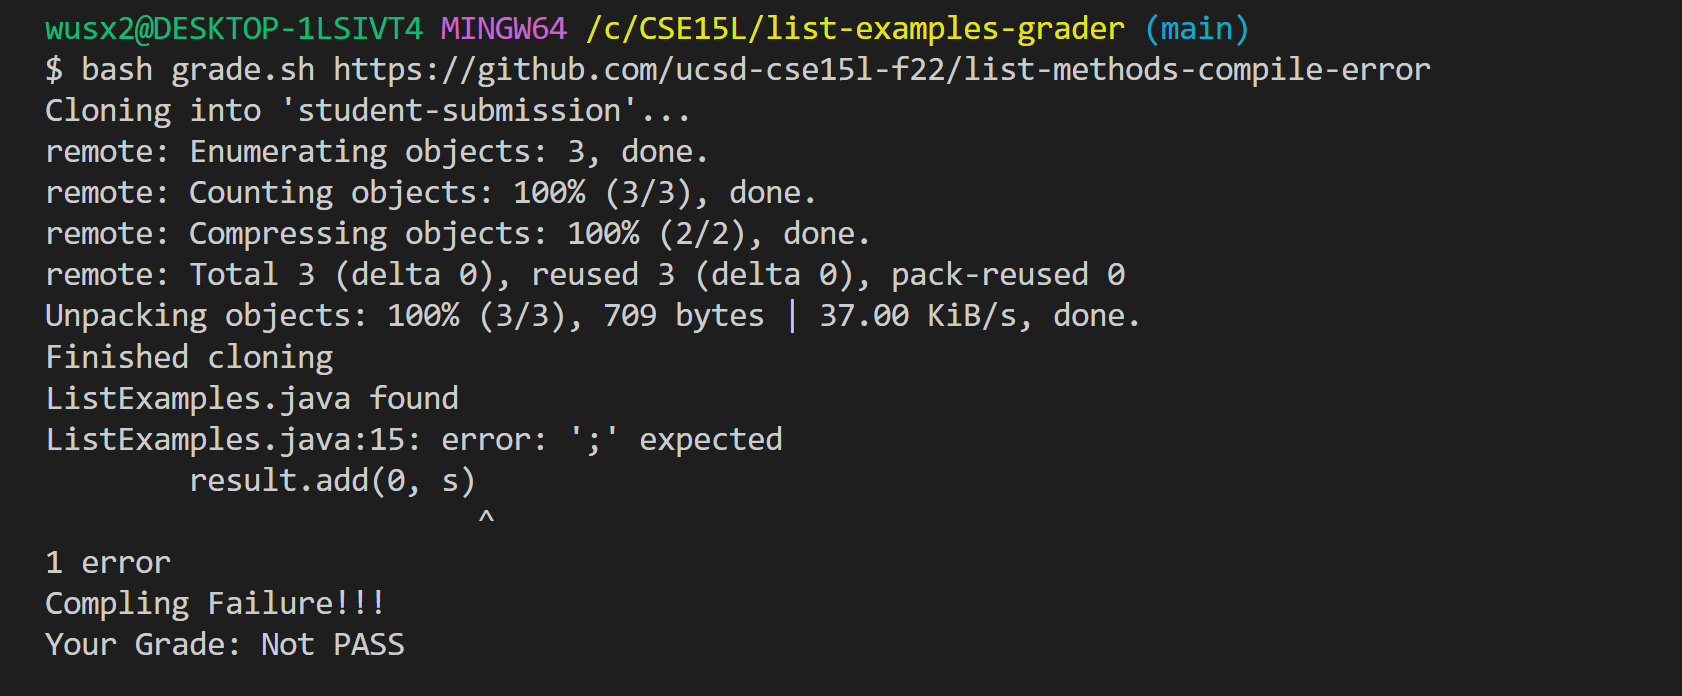 wusx2@DESKTOP-1LSIVT4 MINGW64 /c/CSE15L/list-examples-grader (main)
$ bash grade.sh https://github.com/ucsd-cse15l-f22/list-methods-compile-error
Cloning into 'student-submission'...
remote: Enumerating objects: 3, done.
remote: Counting objects: 100% (3/3), done.
remote: Compressing objects: 100% (2/2), done.
remote: Total 3 (delta 0), reused 3 (delta 0), pack-reused 0
Unpacking objects: 100% (3/3), 709 bytes | 37.00 KiB/s, done.
Finished cloning
ListExamples.java found
ListExamples.java:15: error: ';' expected
        result.add(0, s)
                        ^
1 error
Compling Failure!!!
Your Grade: Not PASS